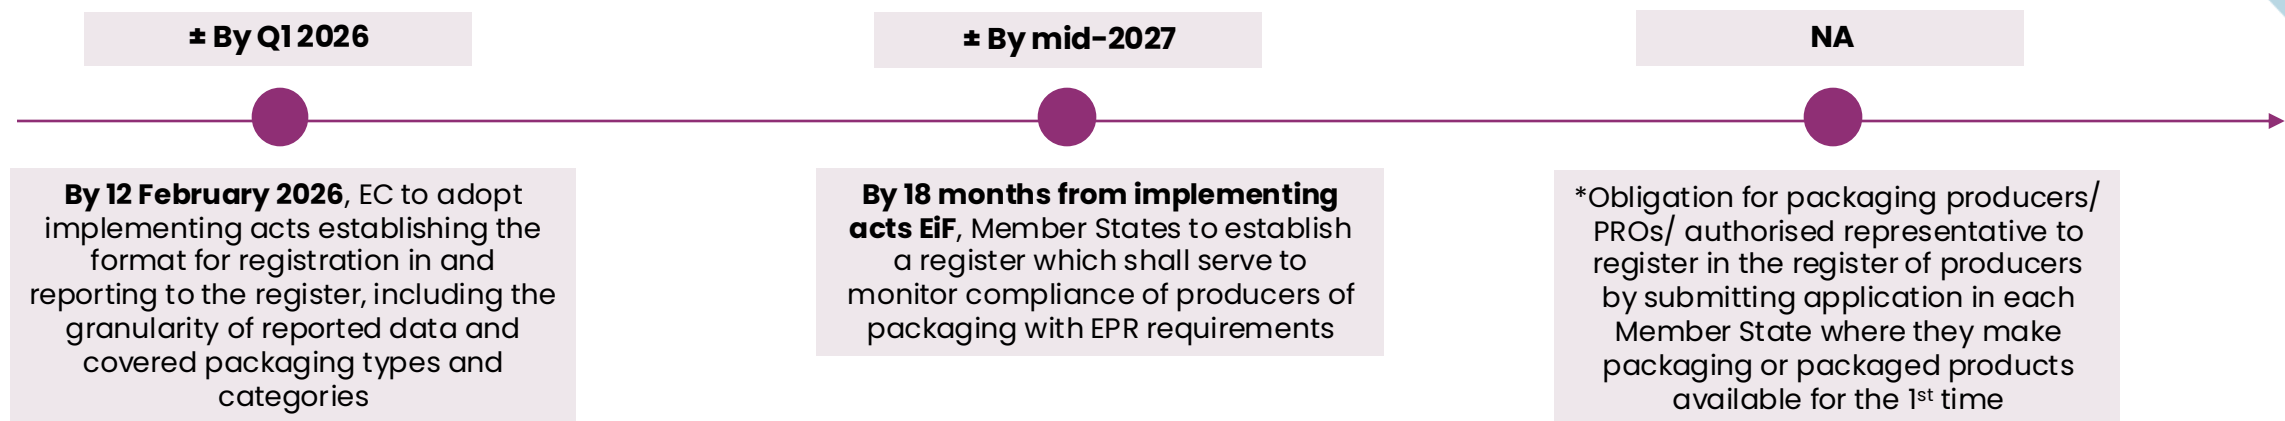 ± By Q1 2026
± By mid-2027
NA
By 12 February 2026, EC to adopt
implementing acts establishing the
format for registration in and
reporting to the register, including the
granularity of reported data and
covered packaging types and
categories
By 18 months from implementing
acts EiF, Member States to establish
a register which shall serve to
monitor compliance of producers of
packaging with EPR requirements
*Obligation for packaging producers/
PROs/ authorised representative to
register in the register of producers
by submitting application in each
Member State where they make
packaging or packaged products
available for the 1st time